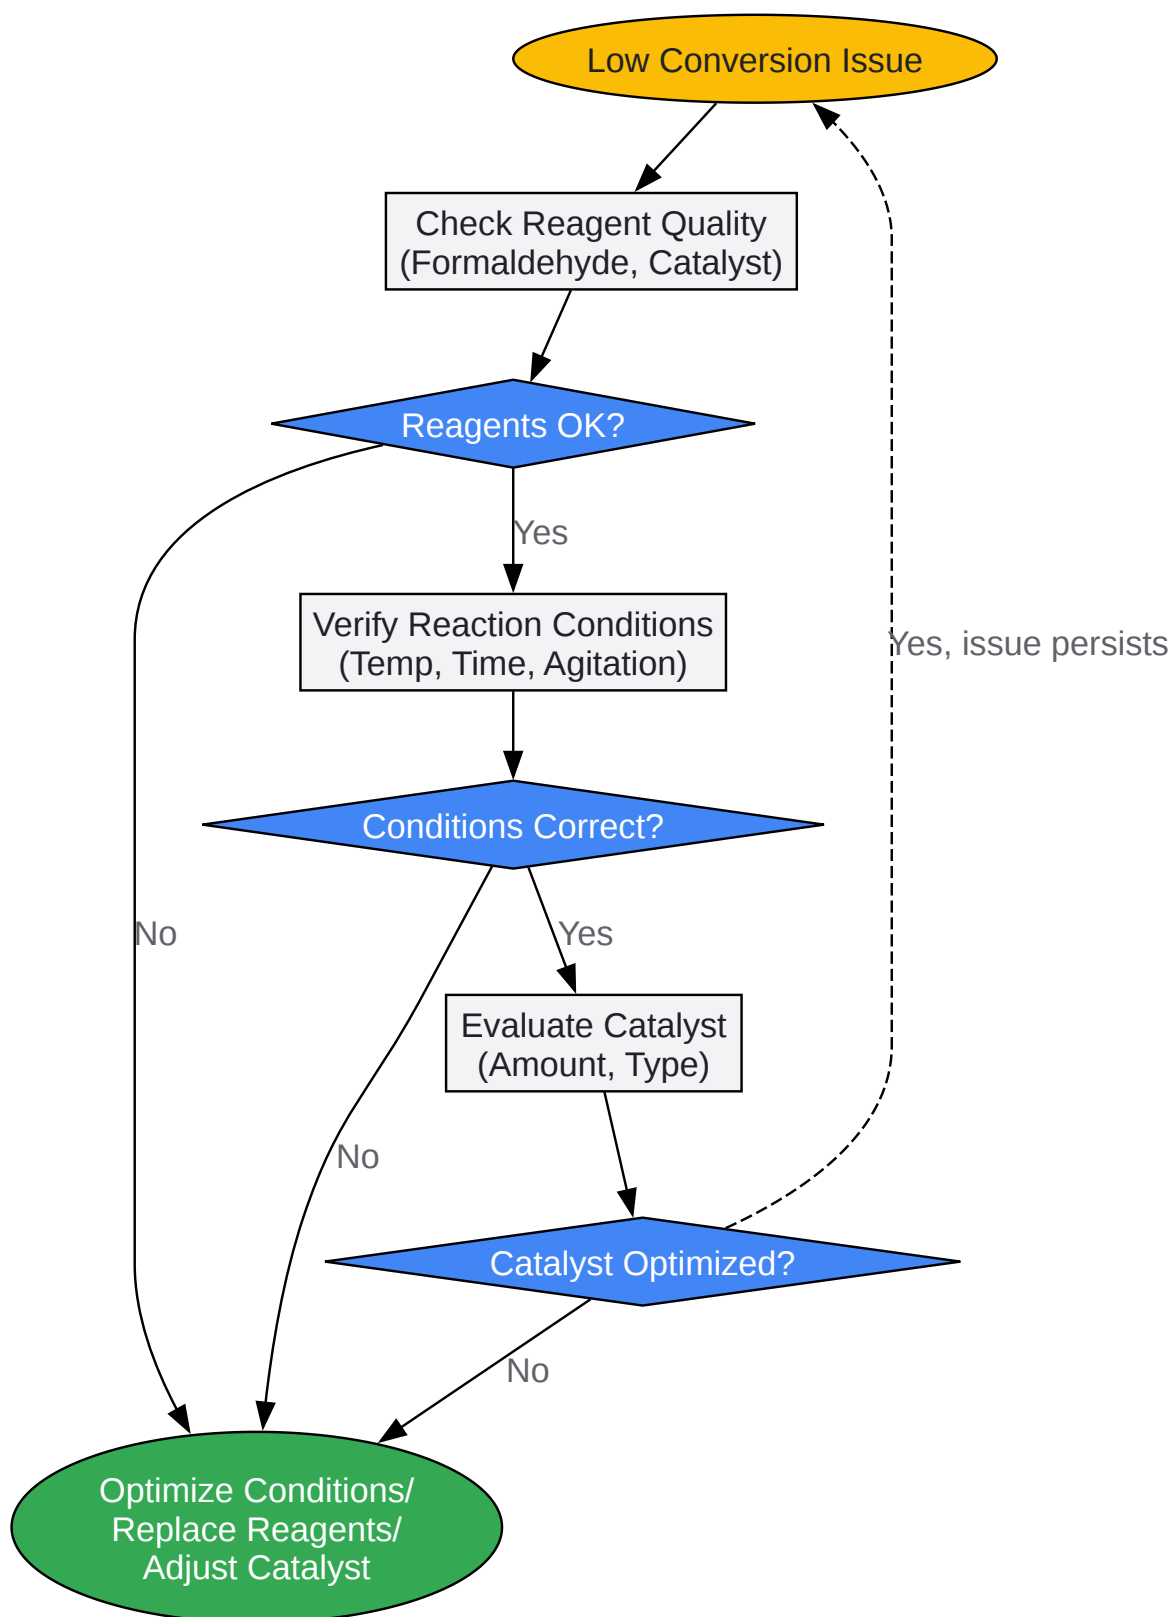 Low Conversion Issue
Check Reagent Quality
(Formaldehyde, Catalyst)
Reagents OK?
Yes
Verify Reaction Conditions
(Temp, Time, Agitation)
Yes, issue persists
Conditions Correct?
No
Yes
Evaluate Catalyst
(Amount, Type)
No
Catalyst Optimized?
No
Optimize Conditions/
Replace Reagents/
Adjust Catalyst